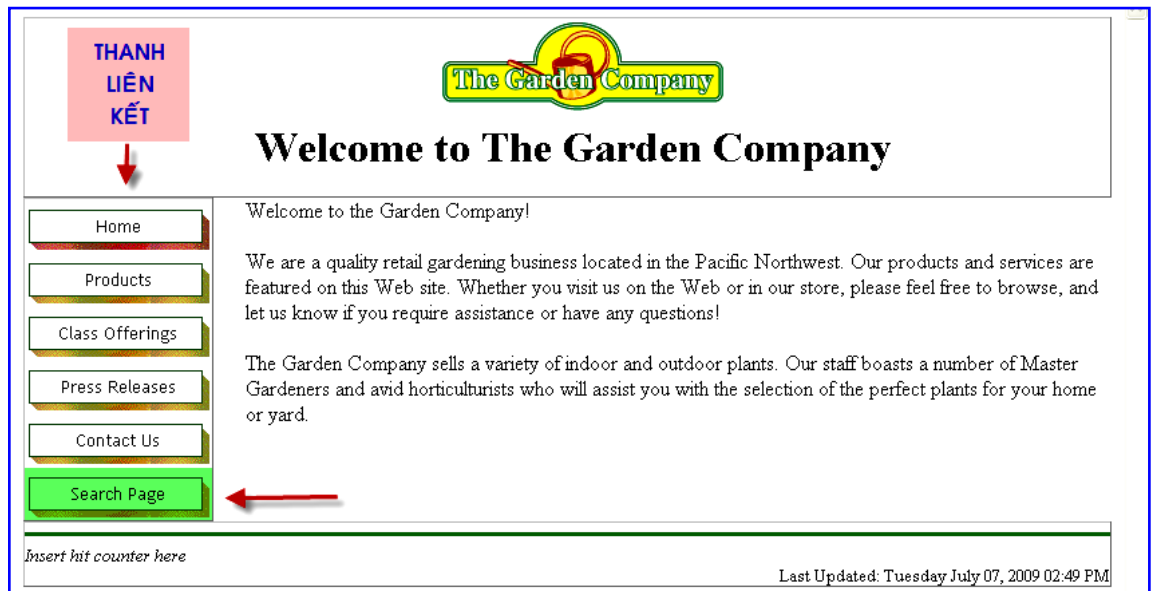 THANH
LIÊN
KẾT
The Garden Company
Welcome to The Garden Company
Home
Products
Class Offerings
Press Releases
Contact Us
Search Page
Welcome to the Garden Company!
We are a quality retail gardening business located in the Pacific Northwest. Our products and services are
featured on this Web site. Whether you visit us on the Web or in our store, please feel free to browse, and
let us know if you require assistance or have any questions!
The Garden Company sells a variety of indoor and outdoor plants. Our staff boasts a number of Master
Gardeners and avid horticulturists who will assist you with the selection of the perfect plants for your home
or yard.
Insert hit counter here
Last Updated: Tuesday July 07, 2009 02:49 PM